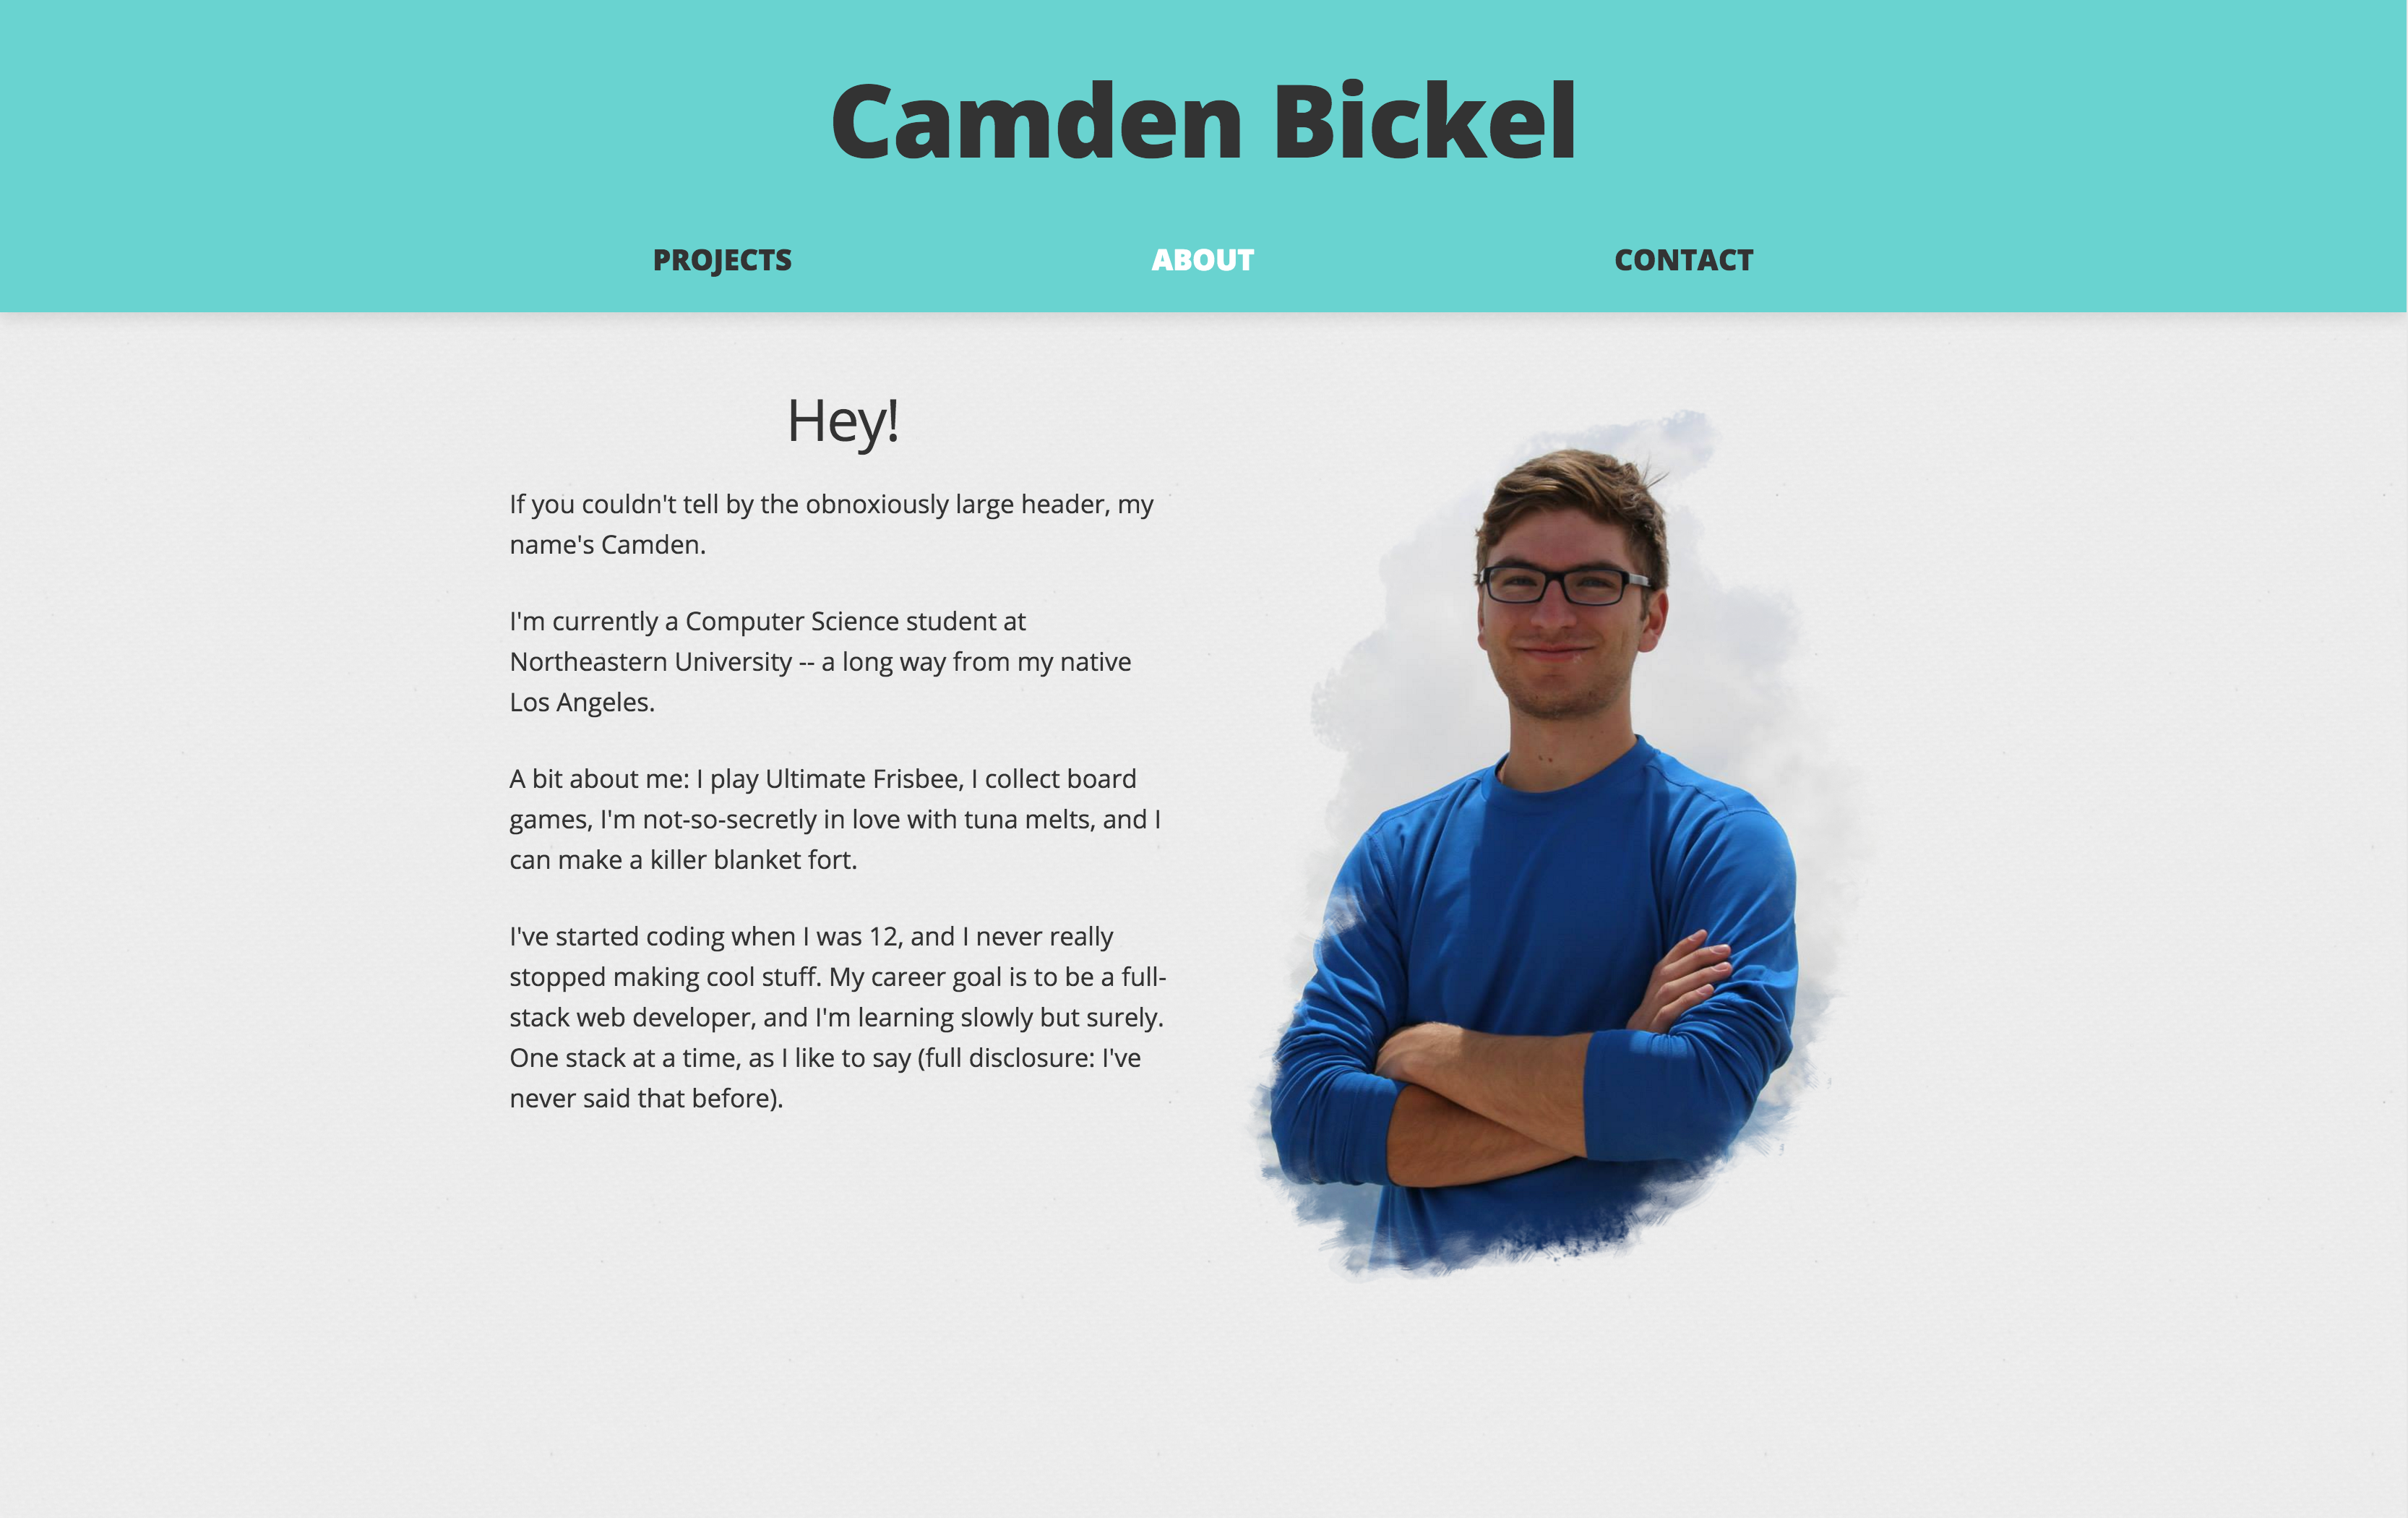 Camden Bickel
PROJECTS
ABOUT
CONTACT
Hey!
If you couldn't tell by the obnoxiously large header, my
name's Camden.
I'm currently a Computer Science student at
Northeastern University -- a long way from my native
Los Angeles.
A bit about me: I play Ultimate Frisbee, I collect board
games, I'm not-so-secretly in love with tuna melts, and I
can make a killer blanket fort.
I've started coding when I was 12, and I never really
stopped making cool stuff. My career goal is to be a full-
stack web developer, and I'm learning slowly but surely.
One stack at a time, as I like to say (full disclosure: I've
never said that before).